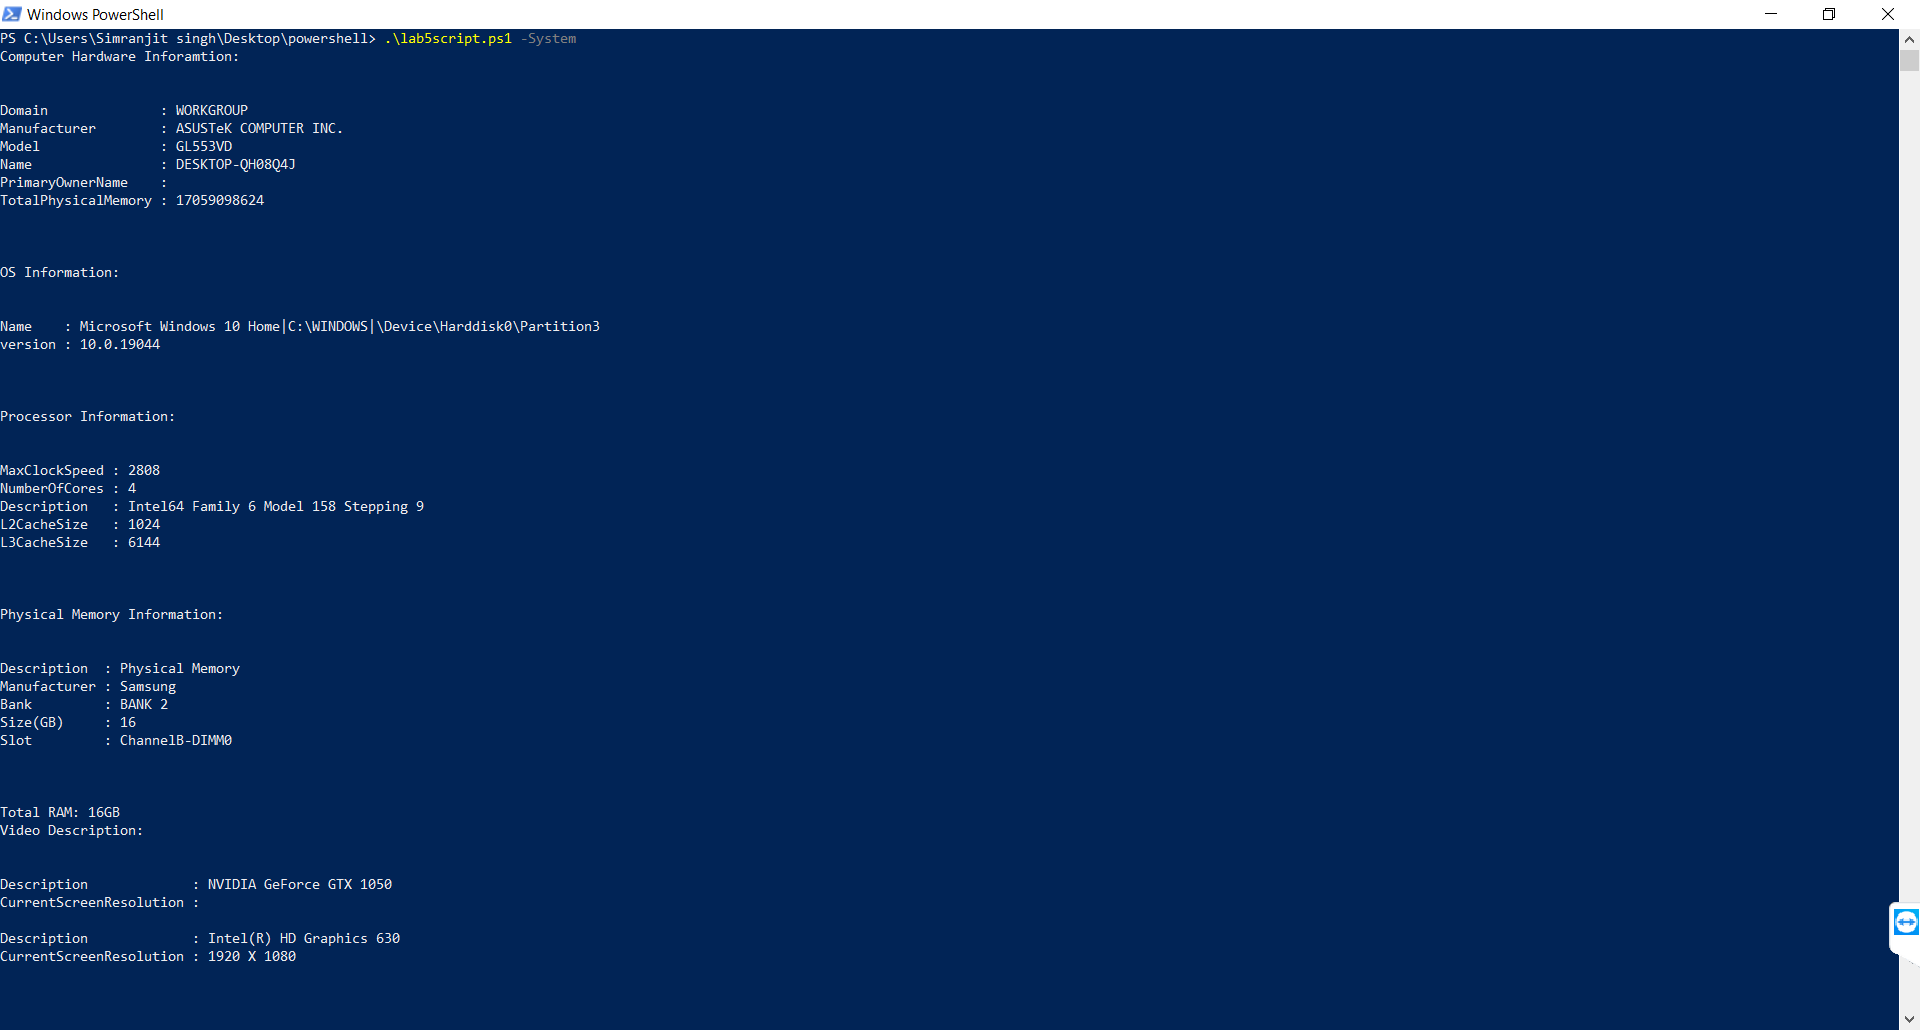 Windows PowerShell
PS C:\Users\Simranjit singh\Desktop\powershell> .\lab5script.ps1 -System
Computer Hardware Inforamtion:
Domain              : WORKGROUP
Manufacturer        : ASUSTeK COMPUTER INC.
Model               : GL553VD
Name                : DESKTOP-QH08Q4J
PrimaryOwnerName    :
TotalPhysicalMemory : 17059098624
OS Information:
Name    : Microsoft Windows 10 Home|C:\WINDOWS|\Device\Harddisk0\Partition3
version : 10.0.19044
Processor Information:
MaxClockSpeed : 2808
NumberOfCores : 4
Description   : Intel64 Family 6 Model 158 Stepping 9
L2CacheSize   : 1024
L3CacheSize   : 6144
Physical Memory Information:
Description  : Physical Memory
Manufacturer : Samsung
Bank         : BANK 2
Size(GB)     : 16
Slot         : ChannelB-DIMM0
Total RAM: 16GB
Video Description:
Description             : NVIDIA GeForce GTX 1050
CurrentScreenResolution :
Description             : Intel(R) HD Graphics 630
CurrentScreenResolution : 1920 X 1080